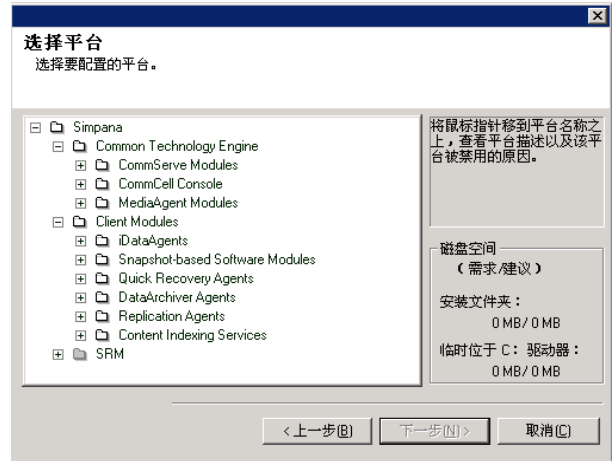 选择平台
选择要配置的平台。
Simpana
Common Technology Engine
CommServe Modules
CommCell Console
MediaAgent Modules
Client Modules
iDataAgents
Snapshot-based Software Modules
Quick Recovery Agents
DataArchiver Agents
Replication Agents
Content Indexing Services
SRM
将鼠标指针移到平台名称之
上，查看平台描述以及该平
台被禁用的原因。
磁盘空间
（需求/建议）
安装文件夹：
0 MB/ 0 MB
临时位于 C: 驱动器：
0 MB/ 0 MB
<上一步(B)
下一步(N)>
取消(C)